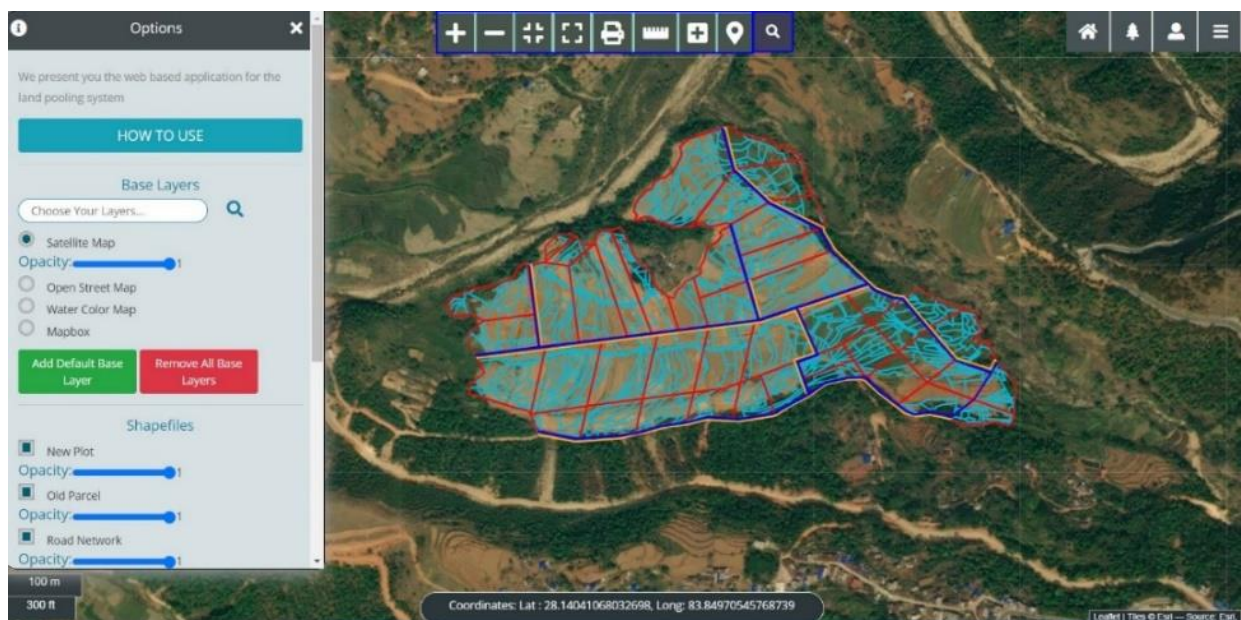 Options
We present you the web based application for the
land pooling system
HOW TO USE
Base Layers
Choose Your Layers...
Satellite Map
Opacity: 1
Open Street Map
Water Color Map
Mapbox
Add Default Base
Layer
Remove All Base
Layers
Shapefiles
New Plot
Opacity: 1
Old Parcel
Opacity: 1
Road Network
Opacity: 1
100 m
300 ft
Coordinates: Lat : 28.14041068032698, Long: 83.84970545768739
Leaflet | Tiles © Esri — Source: Esri,